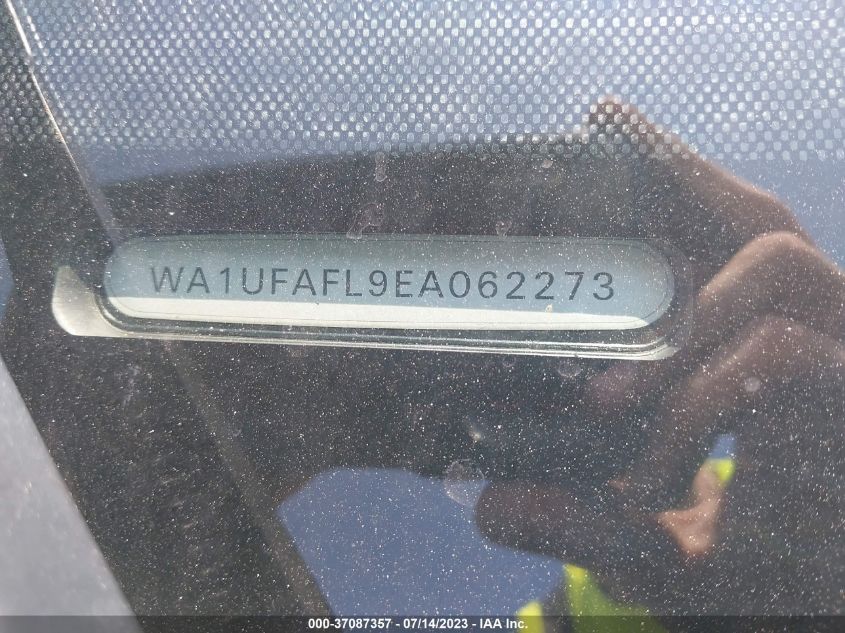 WA1UFAFL9EA062273
000-37087357 - 07/14/2023 - IAA Inc.